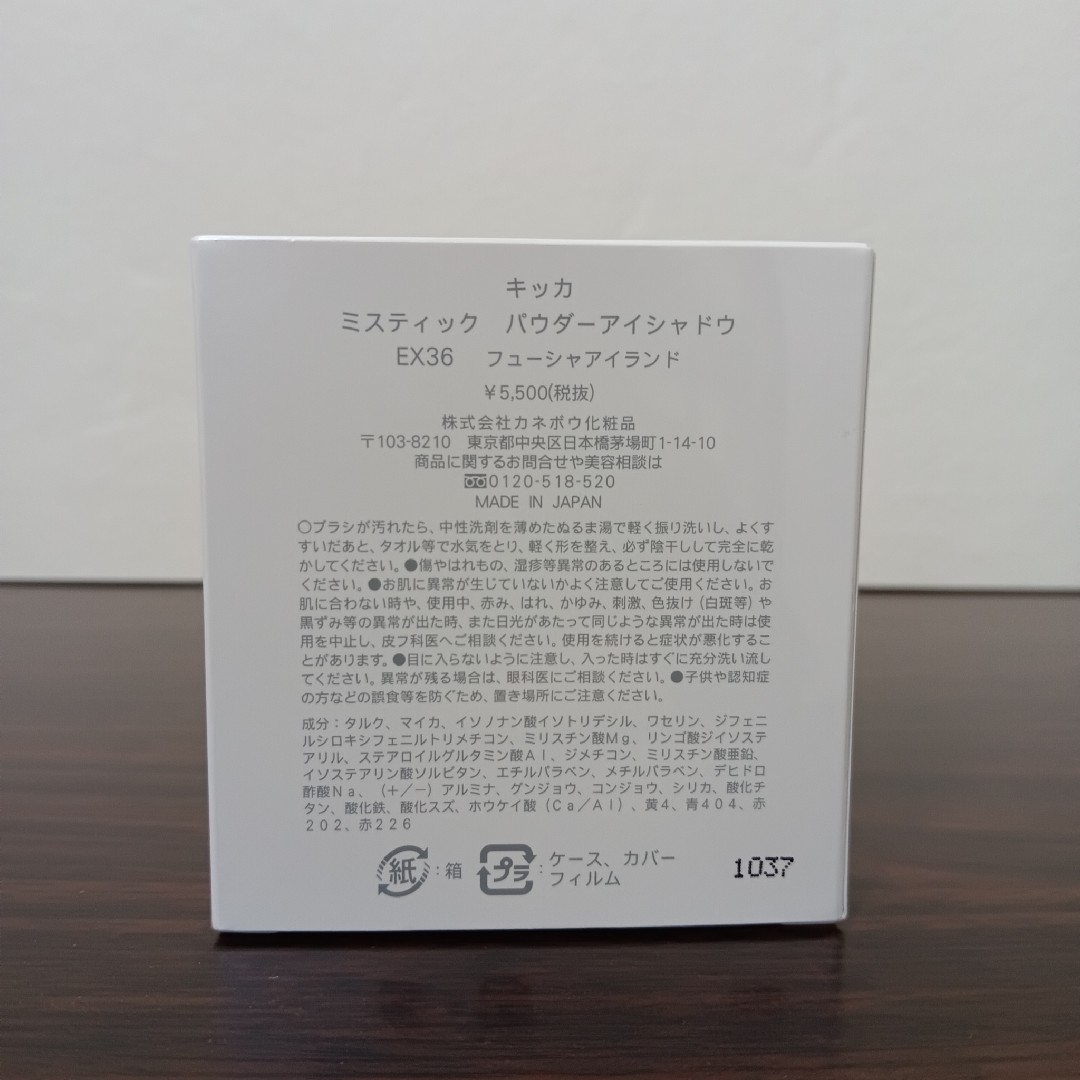 キッカ
ミスティック パウダーアイシャドウ
EX36 フューシャアイランド
￥5,500(税抜)
株式会社カネボウ化粧品
〒103-8210 東京都中央区日本橋茅場町1-14-10
商品に関するお問合せや美容相談は
0120-518-520
MADE IN JAPAN
○ブラシが汚れたら、中性洗剤を薄めたぬるま湯で軽く振り洗いし、よくす
すいだあと、タオル等で水気をとり、軽く形を整え、必ず陰干しして完全に乾
かしてください。●傷やはれもの、湿疹等異常のあるところには使用しないで
ください。●お肌に異常が生じていないかよく注意してご使用ください。お
肌に合わない時や、使用中、赤み、はれ、かゆみ、刺激、色抜け（白斑等）や
黒ずみ等の異常が出た時、また日光があたって同じような異常が出た時は使
用を中止し、皮フ科医へご相談ください。使用を続けると症状が悪化するこ
とがあります。●目に入らないように注意し、入った時はすぐに充分洗い流し
てください。異常が残る場合は、眼科医にご相談ください。●子供や認知症
の方などの誤食等を防ぐため、置き場所にご注意ください。
成分：タルク、マイカ、イソノナン酸イソトリデシル、ワセリン、ジフェニ
ルシロキシフェニルトリメチコン、ミリスチン酸Mg、リンゴ酸ジイソステ
アリル、ステアロイルグルタミン酸Al、ジメチコン、ミリスチン酸亜鉛、
イソステアリン酸ソルビタン、エチルパラベン、メチルパラベン、デヒドロ
酢酸Na、（+/−）アルミナ、グンジョウ、コンジョウ、シリカ、酸化チ
タン、酸化鉄、酸化スズ、ホウケイ酸（Ca/Al）、黄4、青404、赤
202、赤226
紙：箱 プラ：ケース、カバー
フィルム
1037